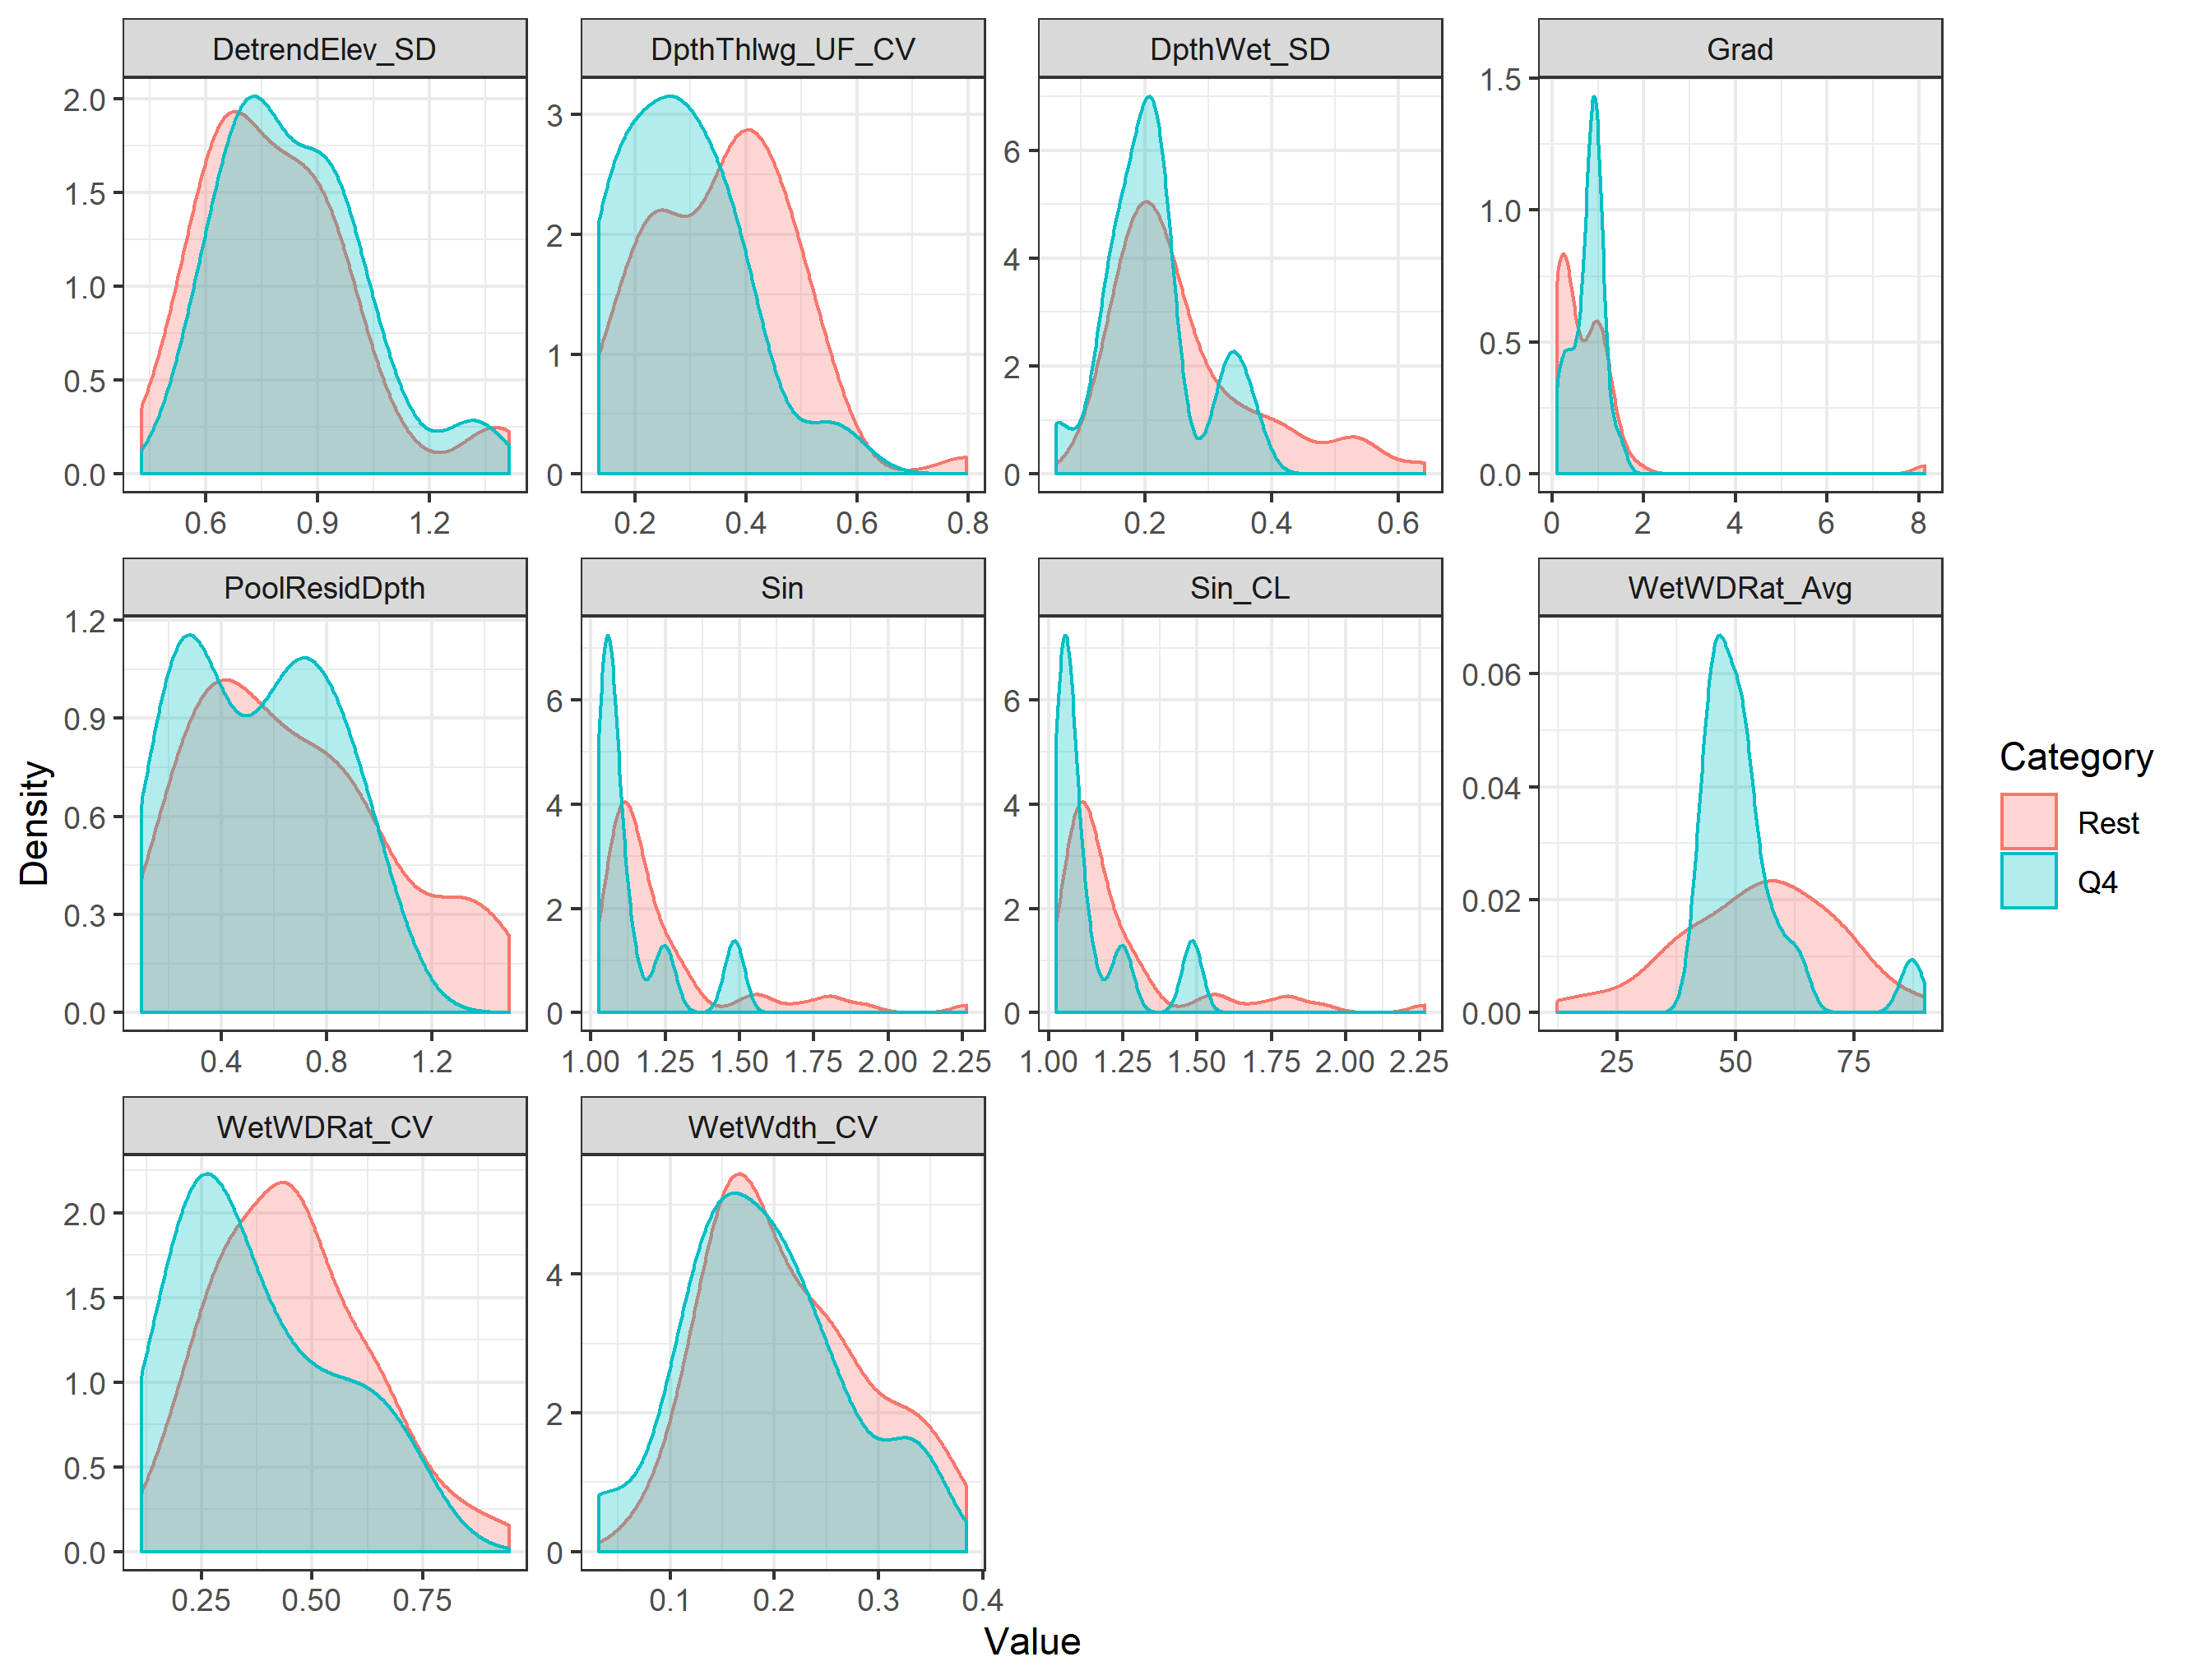 DetrendElev_SD
DpthThlwg_UF_CV
DpthWet_SD
Grad
2.0
1.5
1.0
0.5
0.0
0.6 0.9 1.2
3
2
1
0
0.2 0.4 0.6 0.8
6
4
2
0
0.2 0.4 0.6
1.5
1.0
0.5
0.0
0 2 4 6 8
PoolResidDpth
Sin
Sin_CL
WetWDRat_Avg
1.2
0.9
0.6
0.3
0.0
0.4 0.8 1.2
6
4
2
0
1.00 1.25 1.50 1.75 2.00 2.25
6
4
2
0
1.00 1.25 1.50 1.75 2.00 2.25
0.06
0.04
0.02
0.00
25 50 75
WetWDRat_CV
WetWdth_CV
2.0
1.5
1.0
0.5
0.0
0.25 0.50 0.75
4
2
0
0.1 0.2 0.3 0.4
Density
Value
Category
Rest
Q4